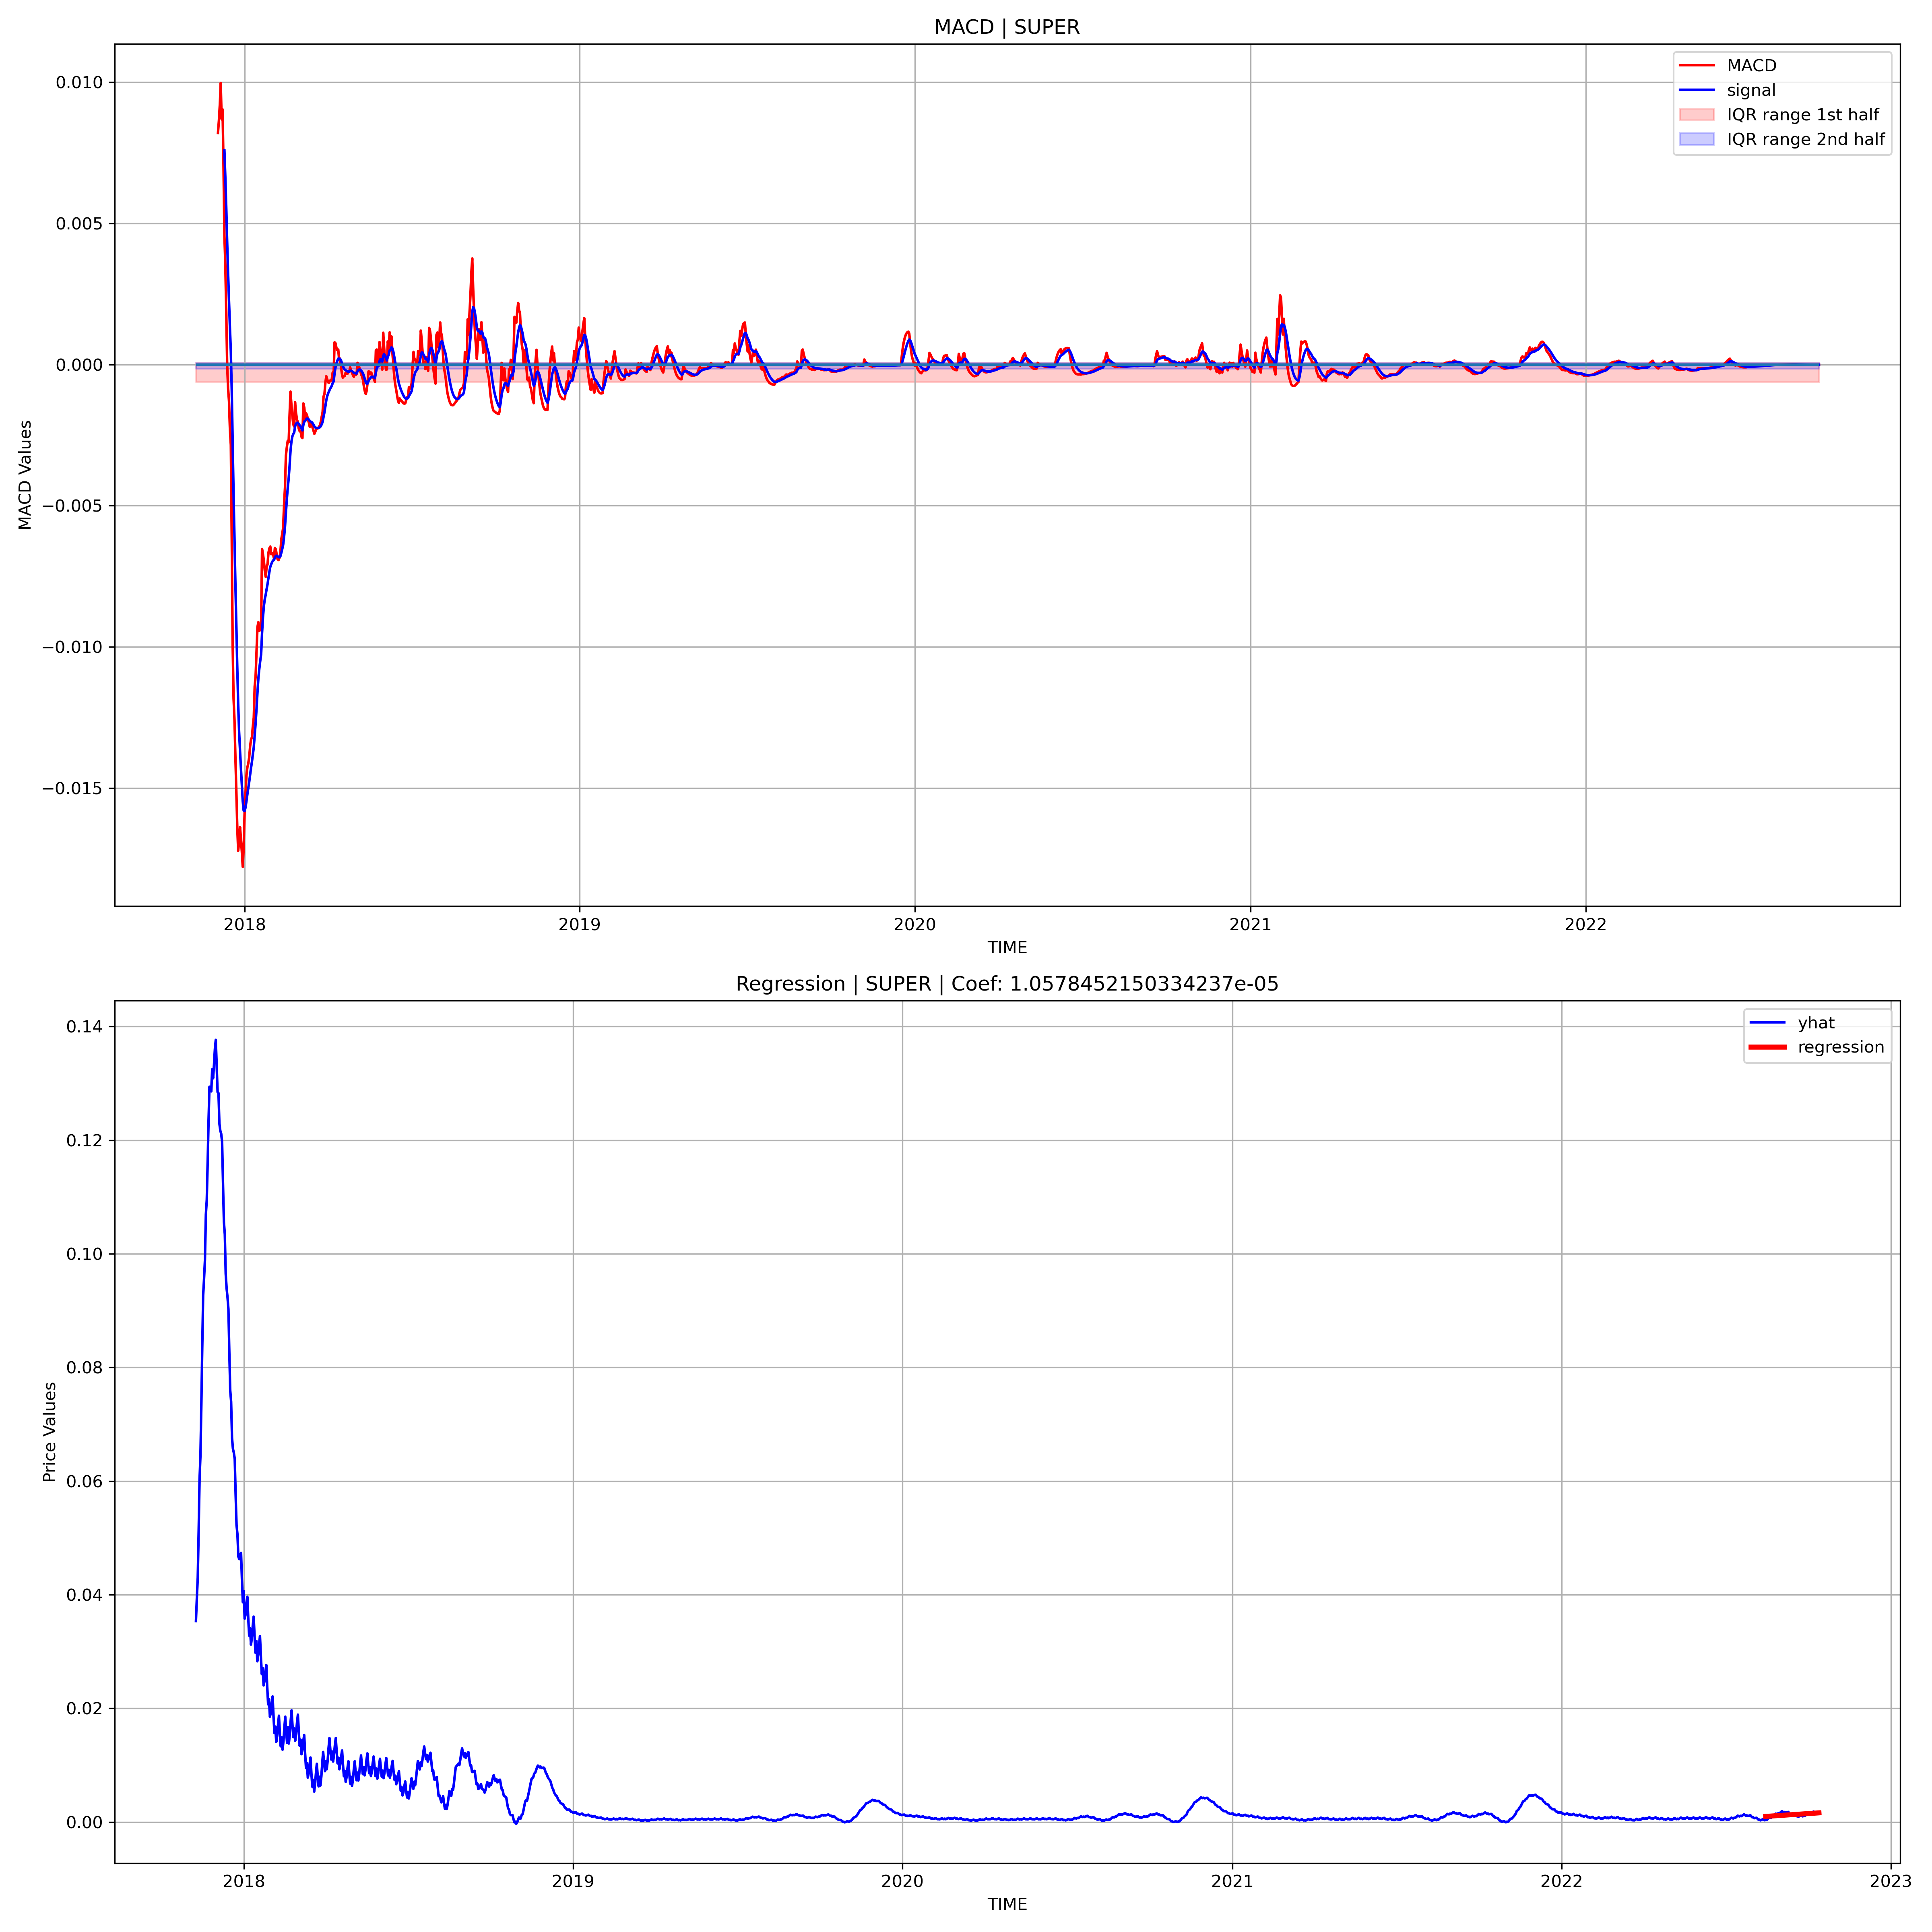 MACD | SUPER
MACD
signal
IQR range 1st half
IQR range 2nd half
0.010
0.005
0.000
−0.005
−0.010
−0.015
MACD Values
2018 2019 2020 2021 2022
TIME
Regression | SUPER | Coef: 1.0578452150334237e-05
yhat
regression
0.14
0.12
0.10
0.08
0.06
0.04
0.02
0.00
Price Values
2018 2019 2020 2021 2022 2023
TIME